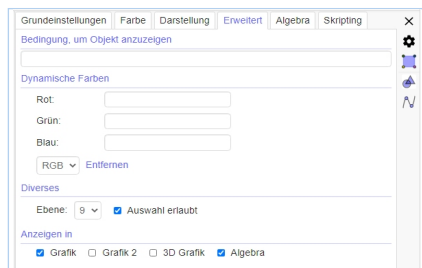 Grundeinstellungen Farbe Darstellung Erweitert Algebra Skripting
Bedingung, um Objekt anzuzeigen
Dynamische Farben
Rot:
Grün:
Blau:
RGB Entfernen
Diverses
Ebene: 9 Auswahl erlaubt
Anzeigen in
Grafik Grafik 2 3D Grafik Algebra